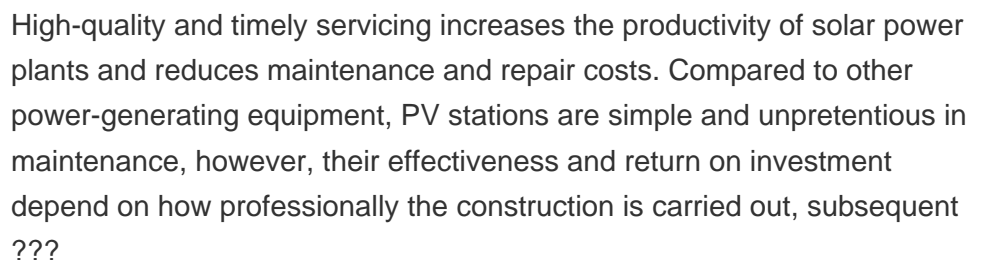 High-quality and timely servicing increases the productivity of solar power
plants and reduces maintenance and repair costs. Compared to other
power-generating equipment, PV stations are simple and unpretentious in
maintenance, however, their effectiveness and return on investment
depend on how professionally the construction is carried out, subsequent
???